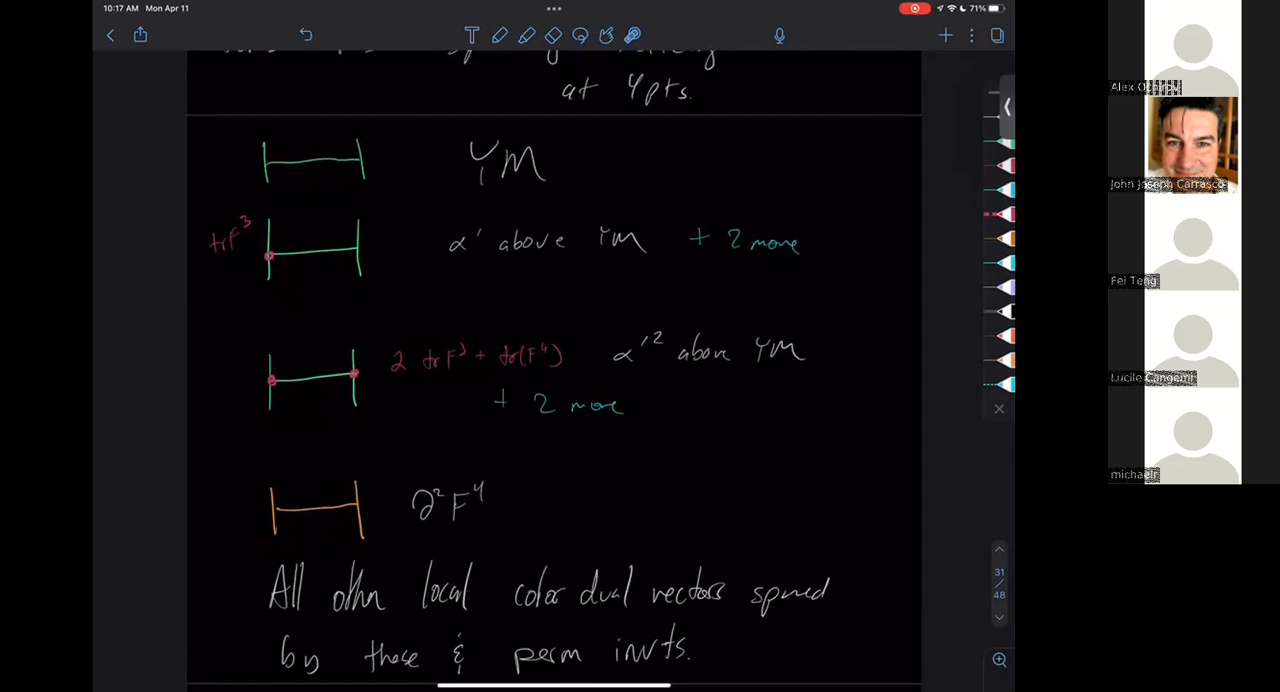 10:17 AM Mon Apr 11
71%
at 4pts.
YM
trF³
α' above YM + 2 more
2 trF³ + tr(F⁴) α'² above YM
+ 2 more
∂²F⁴
All other local color dual vectors spanned
by these & perm invts.
31
/
48
Alex
John Joseph Carrasco
Fei Teng
Lucile Cangemi
michaelr